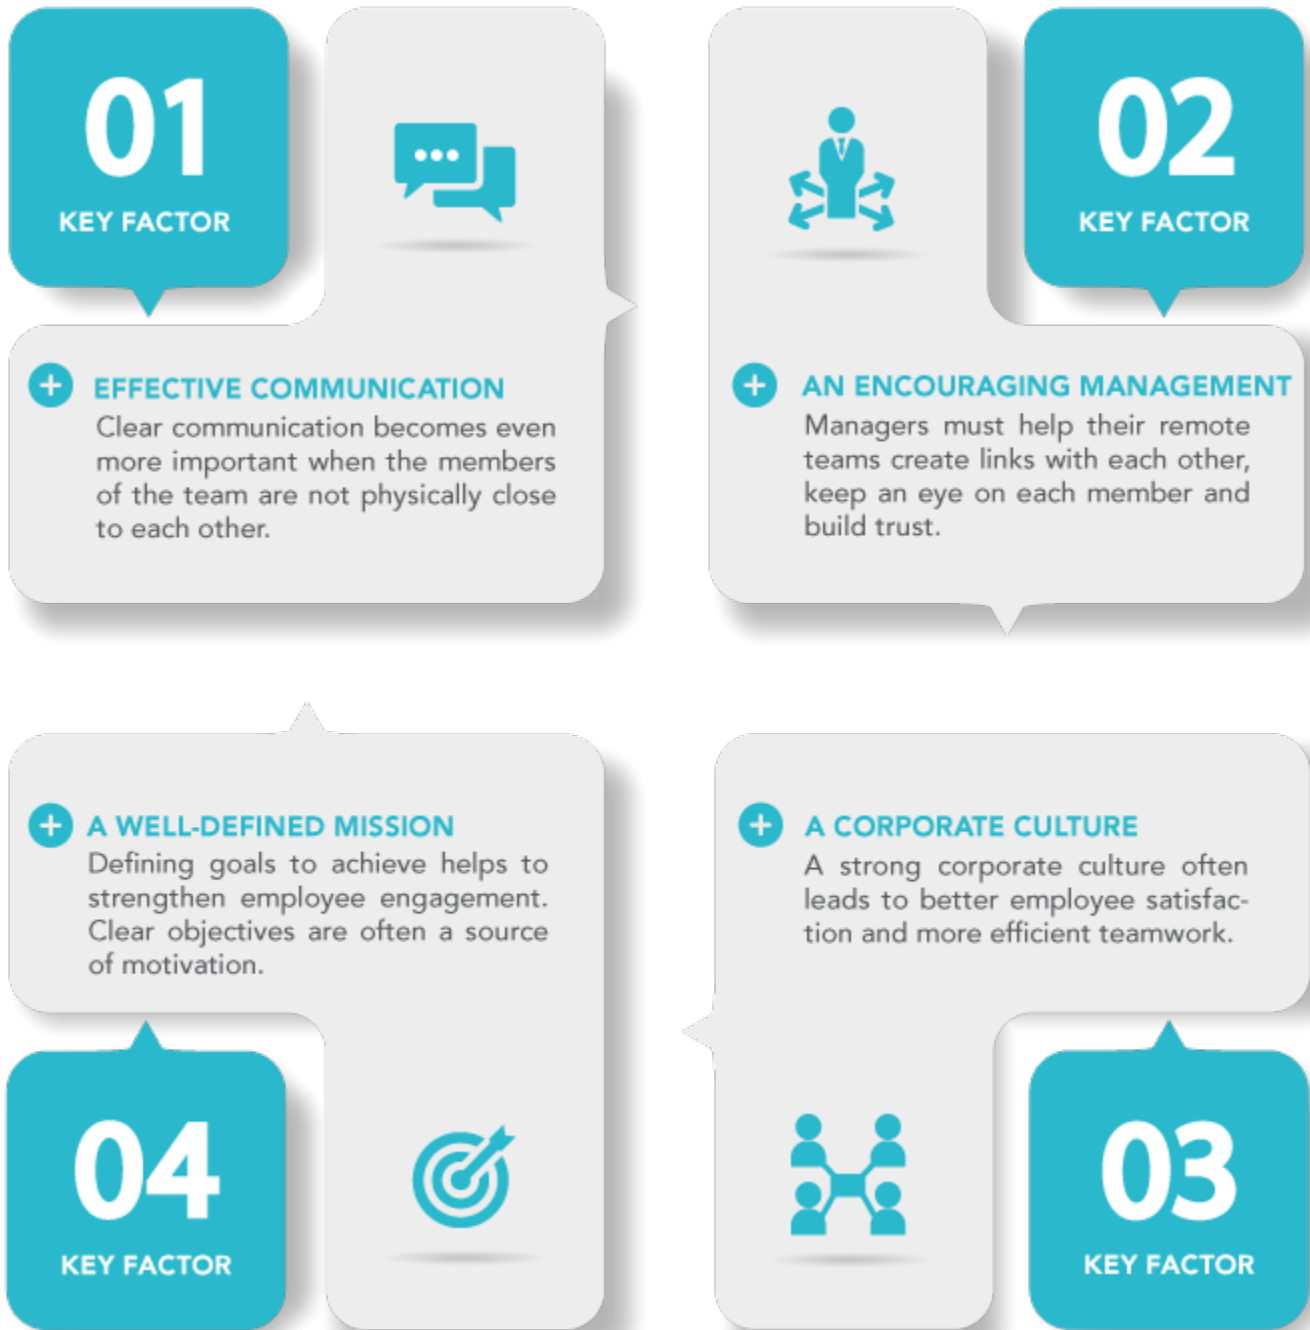 01
KEY FACTOR
EFFECTIVE COMMUNICATION
Clear communication becomes even
more important when the members
of the team are not physically close
to each other.
02
KEY FACTOR
AN ENCOURAGING MANAGEMENT
Managers must help their remote
teams create links with each other,
keep an eye on each member and
build trust.
A WELL-DEFINED MISSION
Defining goals to achieve helps to
strengthen employee engagement.
Clear objectives are often a source
of motivation.
04
KEY FACTOR
A CORPORATE CULTURE
A strong corporate culture often
leads to better employee satisfac-
tion and more efficient teamwork.
03
KEY FACTOR